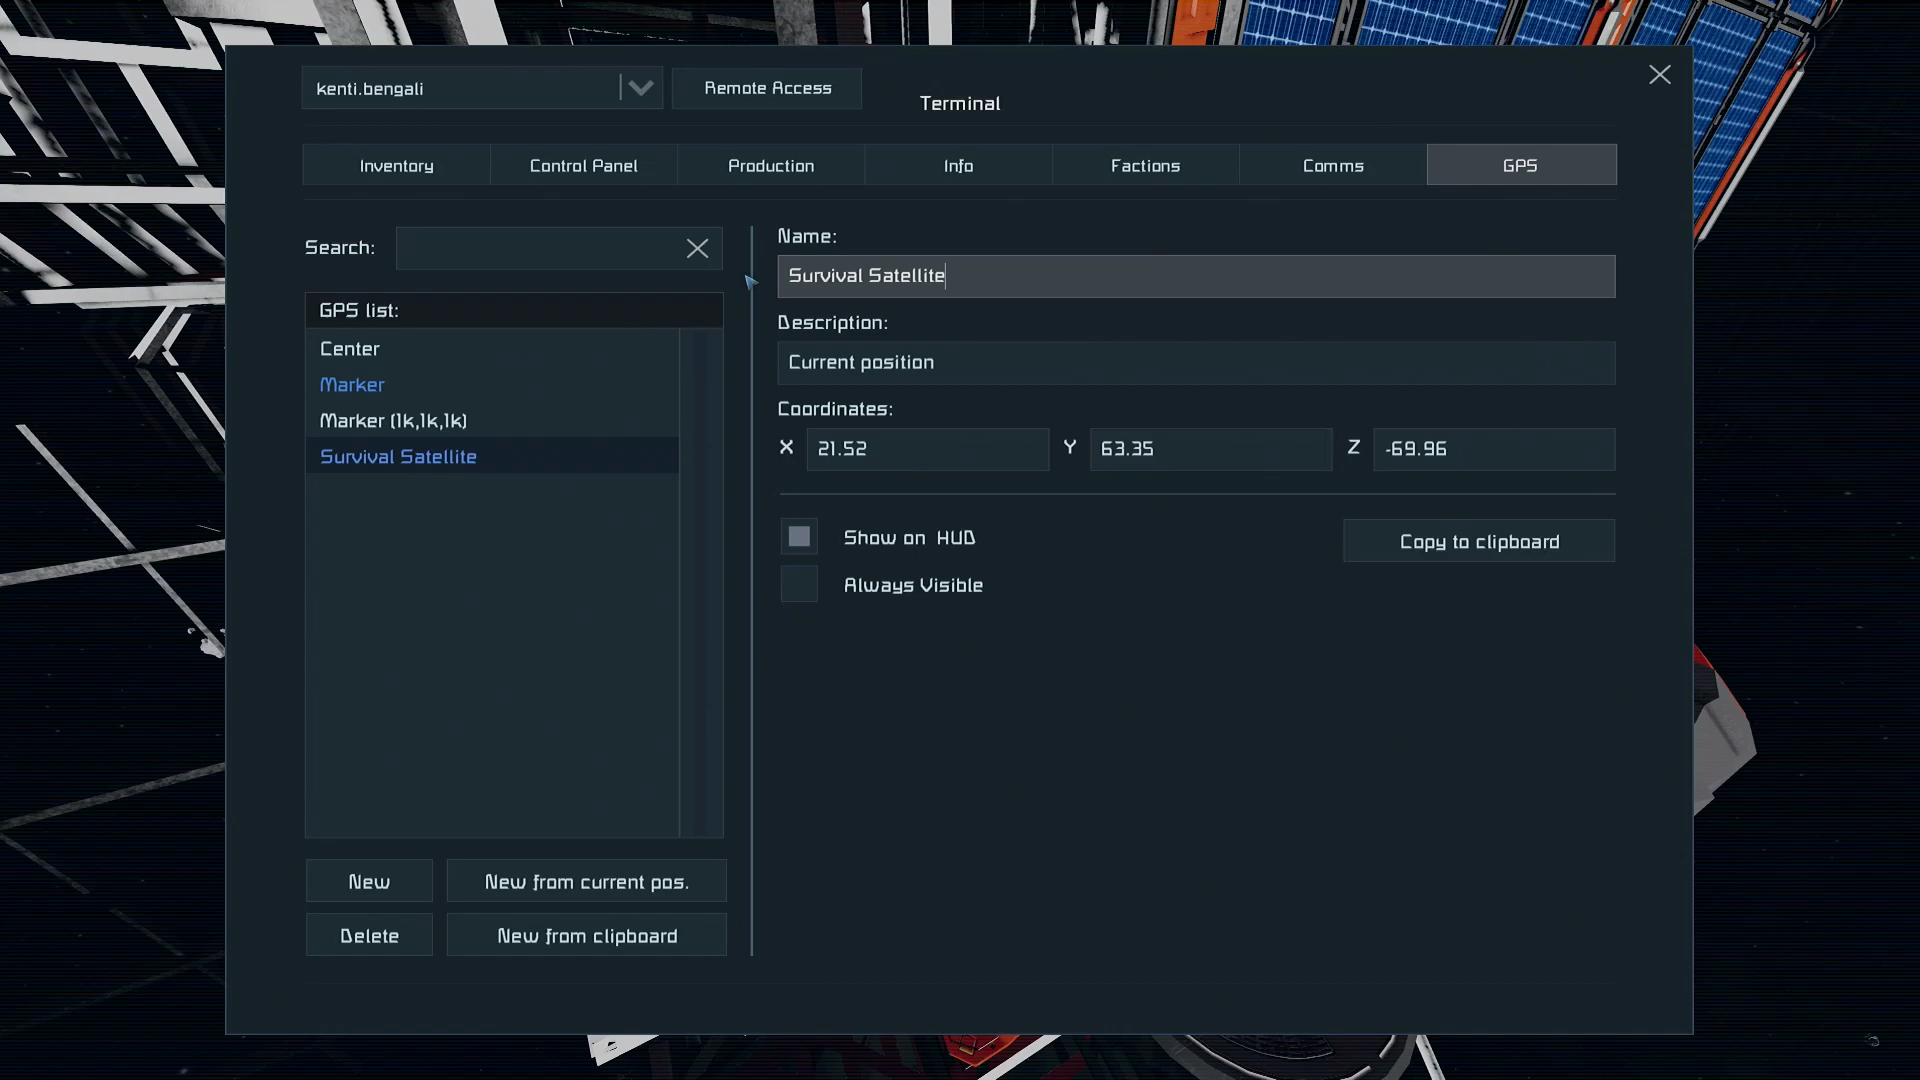 kenti.bengali
Remote Access
Terminal
Inventory
Control Panel
Production
Info
Factions
Comms
GPS
Search:
GPS list:
Center
Marker
Marker (1k,1k,1k)
Survival Satellite
New
New from current pos.
Delete
New from clipboard
Name:
Survival Satellite
Description:
Current position
Coordinates:
X 21.52 Y 63.35 Z -69.96
Show on HUD
Copy to clipboard
Always Visible